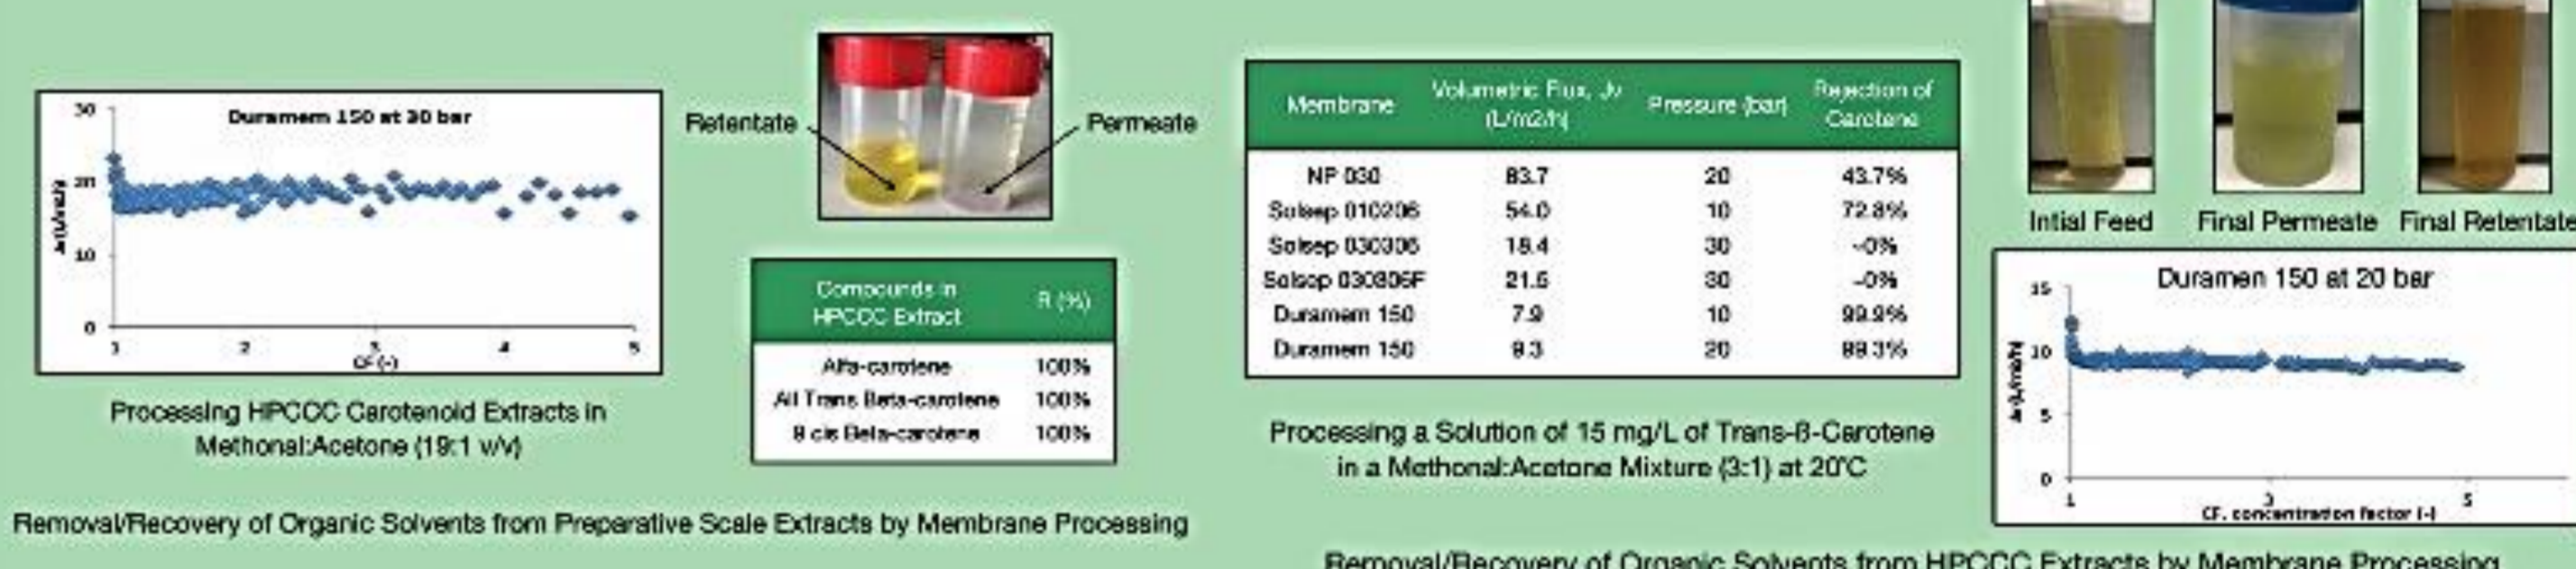 Duramem 150 at 30 bar
30
20
10
0
1 2 3 4 5
CF (-)
Processing HPCCC Carotenoid Extracts in
Methonal:Acetone (19:1 v/v)
Retentate
Permeate
Compounds in
HPCCC Extract
R (%)
Alfa-carotene 100%
All Trans Beta-carotene 100%
9 cis Beta-carotene 100%
Removal/Recovery of Organic Solvents from Preparative Scale Extracts by Membrane Processing
Membrane
Volumetric Flux, Jv
(L/m2/h)
Pressure (bar)
Rejection of
Carotene
NP 030 83.7 20 43.7%
Solsep 010206 54.0 10 72.8%
Solsep 030306 18.4 30 ~0%
Solsep 030306F 21.5 30 ~0%
Duramem 150 7.9 10 99.9%
Duramem 150 9.3 20 99.3%
Processing a Solution of 15 mg/L of Trans-β-Carotene
in a Methonal:Acetone Mixture (3:1) at 20°C
Intial Feed
Final Permeate
Final Retentate
Duramen 150 at 20 bar
15
10
5
0
1 3 5
CF, concentration factor (-)
Removal/Recovery of Organic Solvents from HPCCC Extracts by Membrane Processing